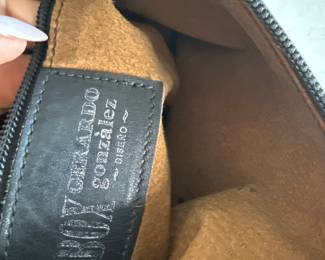 BOX
GERARDO
gonzález
~ DISEÑO ~